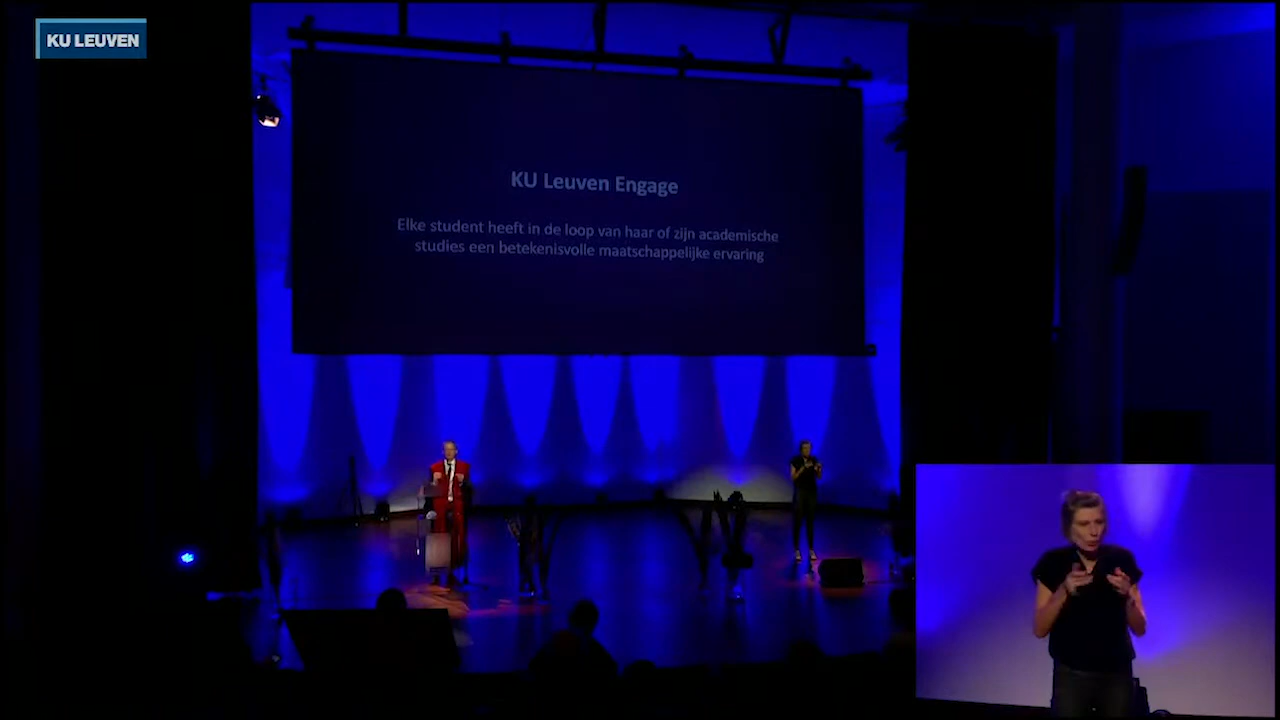 KU LEUVEN
KU Leuven Engage
Elke student heeft in de loop van haar of zijn academische
studies een betekenisvolle maatschappelijke ervaring